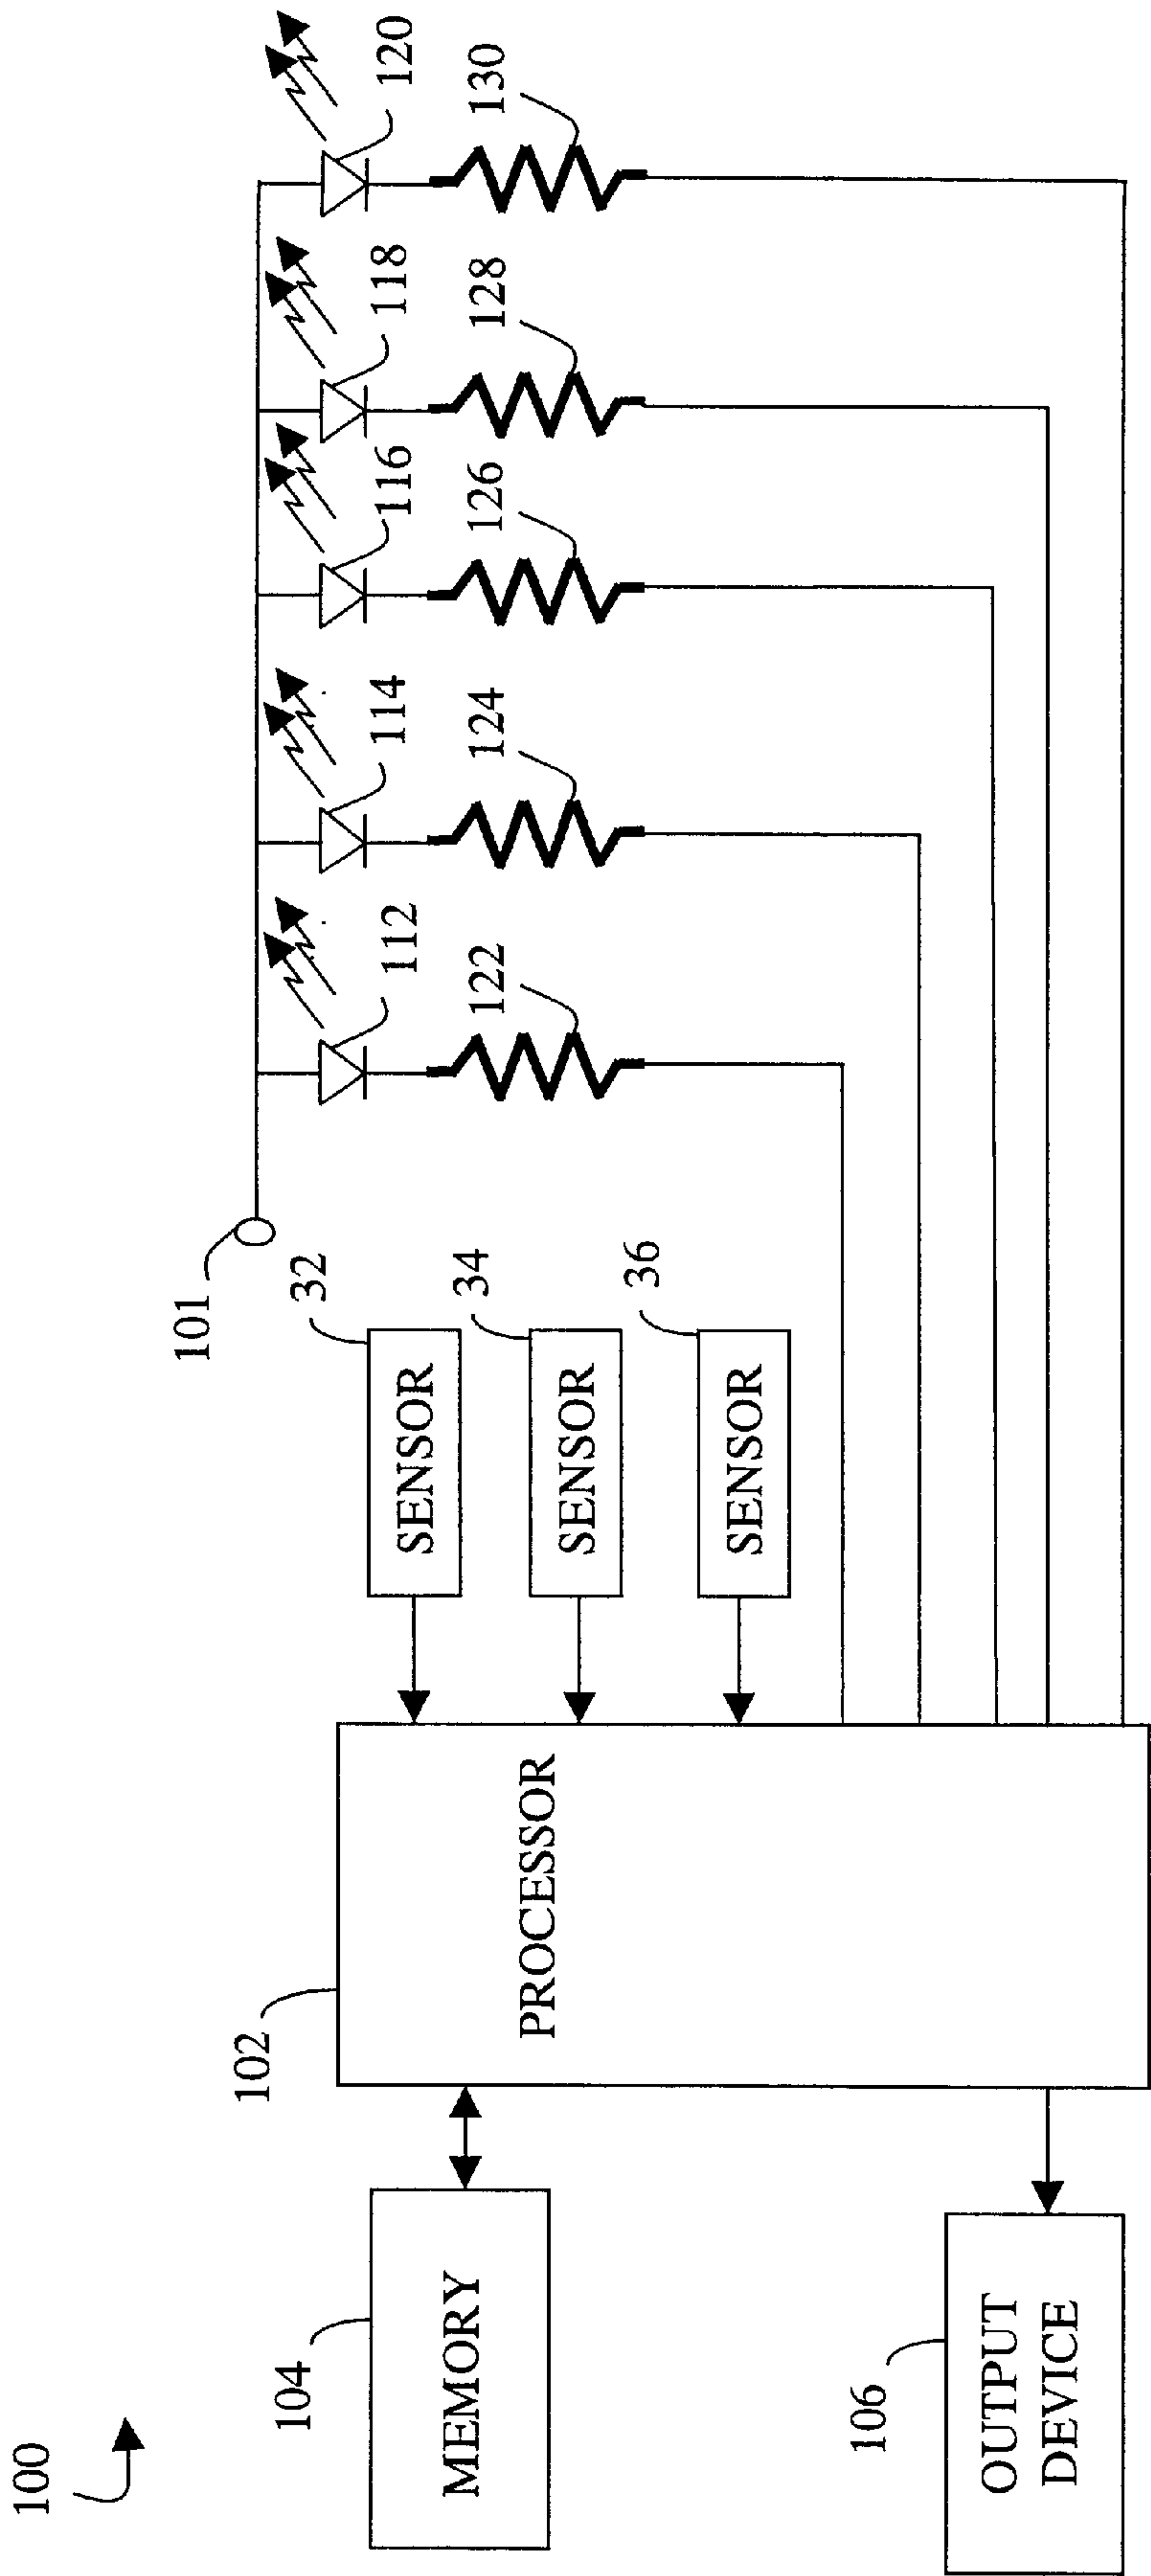 100
101
120
118
116
114
112
130
128
126
124
122
32
SENSOR
34
SENSOR
36
SENSOR
102
PROCESSOR
104
MEMORY
106
OUTPUT
DEVICE